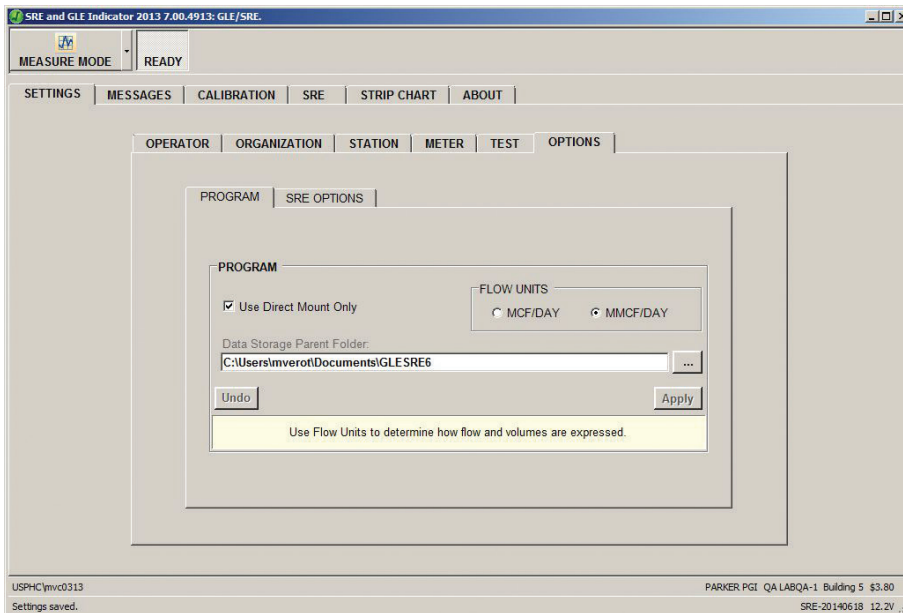 SRE and GLE Indicator 2013 7.00.4913: GLE/SRE.
MEASURE MODE
READY
SETTINGS MESSAGES CALIBRATION SRE STRIP CHART ABOUT
OPERATOR ORGANIZATION STATION METER TEST OPTIONS
PROGRAM SRE OPTIONS
PROGRAM
FLOW UNITS
Use Direct Mount Only
MCF/DAY MMCF/DAY
Data Storage Parent Folder:
C:\Users\mverot\Documents\GLESRE6
...
Undo Apply
Use Flow Units to determine how flow and volumes are expressed.
USPHC\mvc0313 PARKER PGI QA LABQA-1 Building 5 $3.80
Settings saved. SRE-20140618 12.2V